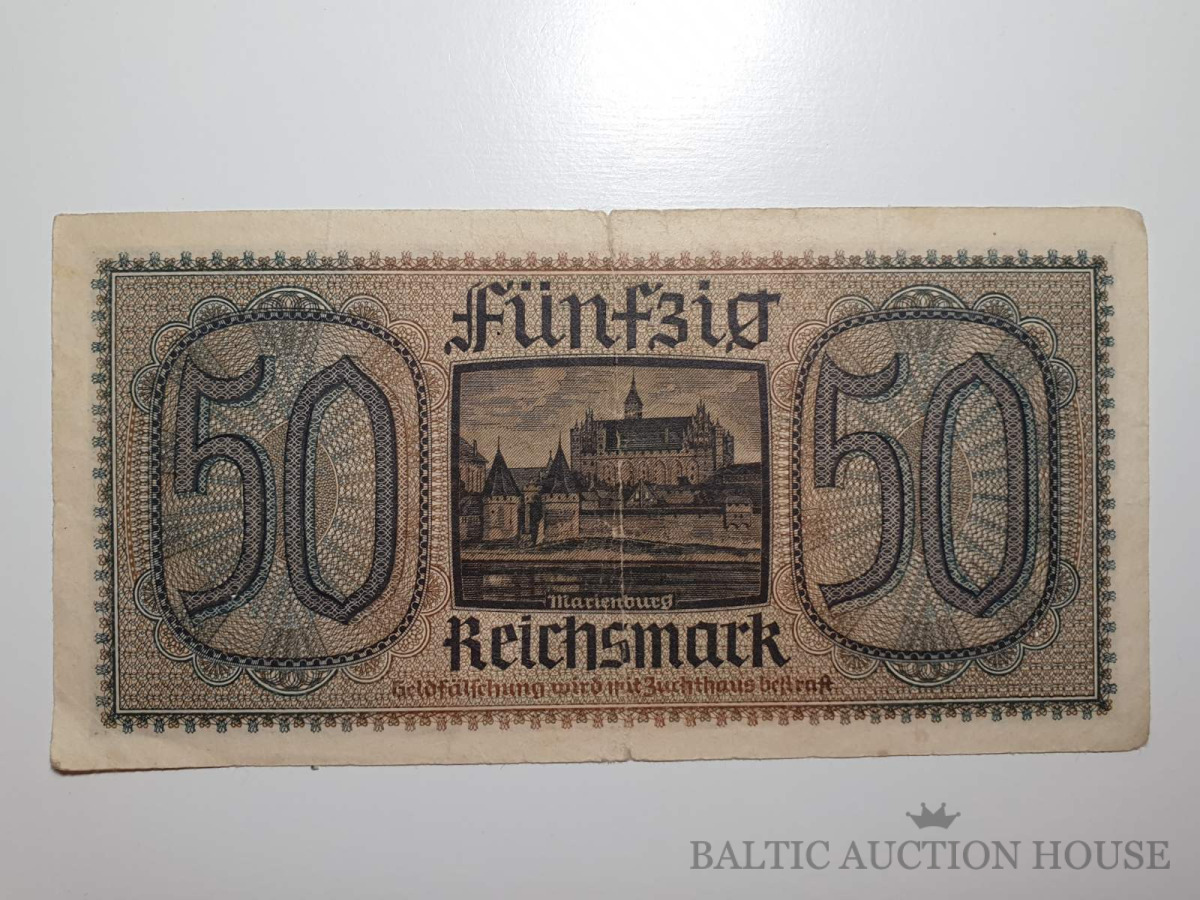 Fünfzig
50
50
Marienburg
Reichsmark
Geldfälschung wird mit Zuchthaus bestraft
BALTIC AUCTION HOUSE